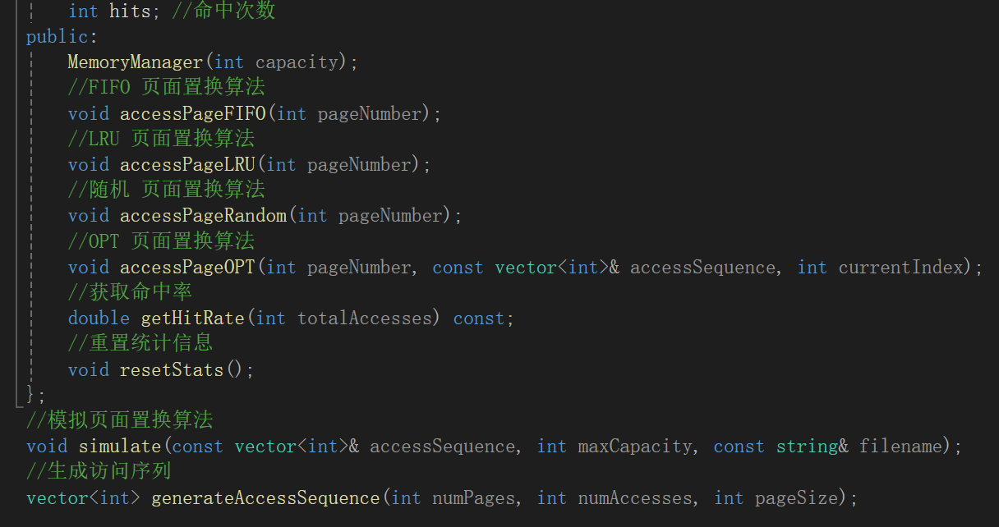 int hits; //命中次数
public:
MemoryManager(int capacity);
//FIFO 页面置换算法
void accessPageFIFO(int pageNumber);
//LRU 页面置换算法
void accessPageLRU(int pageNumber);
//随机 页面置换算法
void accessPageRandom(int pageNumber);
//OPT 页面置换算法
void accessPageOPT(int pageNumber, const vector<int>& accessSequence, int currentIndex);
//获取命中率
double getHitRate(int totalAccesses) const;
//重置统计信息
void resetStats();
};
//模拟页面置换算法
void simulate(const vector<int>& accessSequence, int maxCapacity, const string& filename);
//生成访问序列
vector<int> generateAccessSequence(int numPages, int numAccesses, int pageSize);